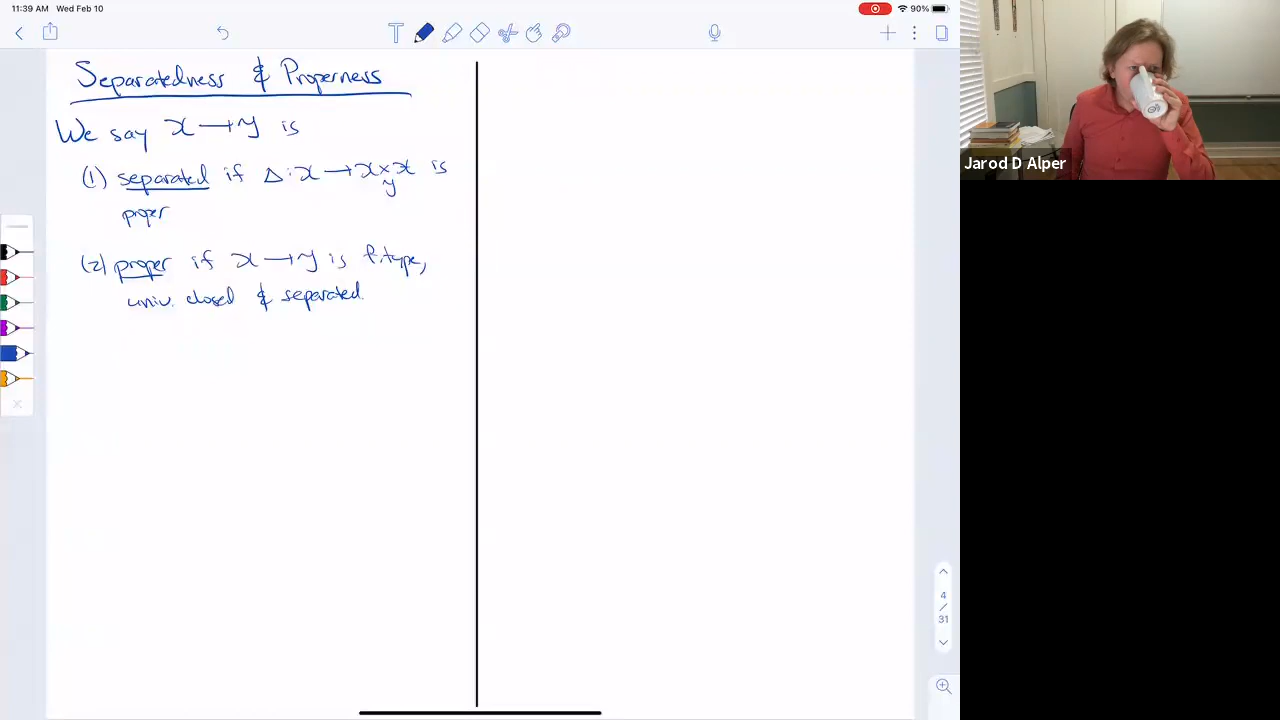 11:39 AM Wed Feb 10
90%
Separatedness & Properness
We say 𝒳 → 𝒴 is
(1) separated if Δ: 𝒳 → 𝒳 × 𝒳 is
𝒴
proper
(2) proper if 𝒳 → 𝒴 is f.type,
univ. closed & separated.
T
4
/
31
Jarod D Alper